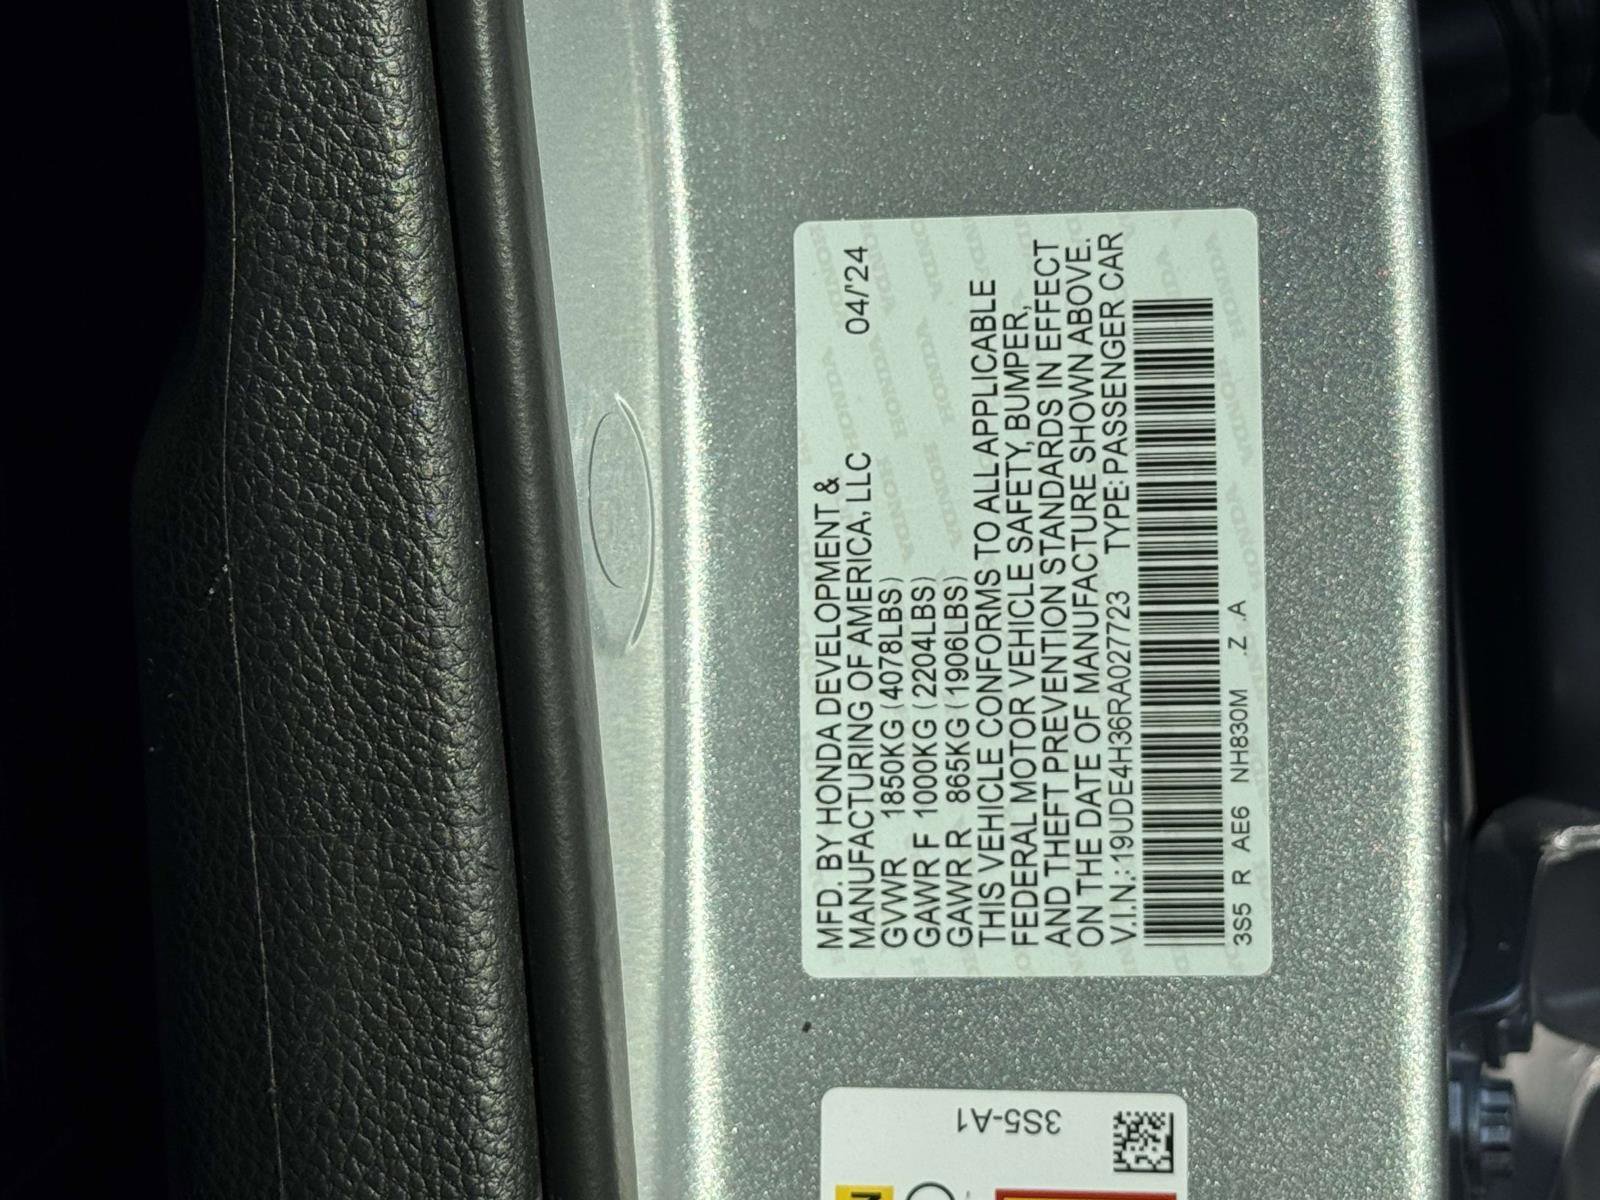 MFD. BY HONDA DEVELOPMENT &
MANUFACTURING OF AMERICA, LLC 04/'24
GVWR 1850KG (4078LBS)
GAWR F 1000KG (2204LBS)
GAWR R 865KG (1906LBS)
THIS VEHICLE CONFORMS TO ALL APPLICABLE
FEDERAL MOTOR VEHICLE SAFETY, BUMPER,
AND THEFT PREVENTION STANDARDS IN EFFECT
ON THE DATE OF MANUFACTURE SHOWN ABOVE.
V.I.N.:19UDE4H36RA027723 TYPE: PASSENGER CAR
3S5 R AE6 NH830M .Z .A
3S5-A1